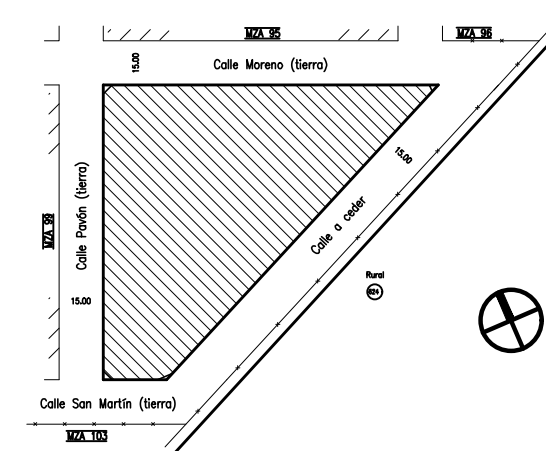 MZA 95
MZA 96
15.00
Calle Moreno (tierra)
15.00
Calle Pavón (tierra)
MZA 99
Calle a ceder
Rural
624
15.00
Calle San Martín (tierra)
MZA 103